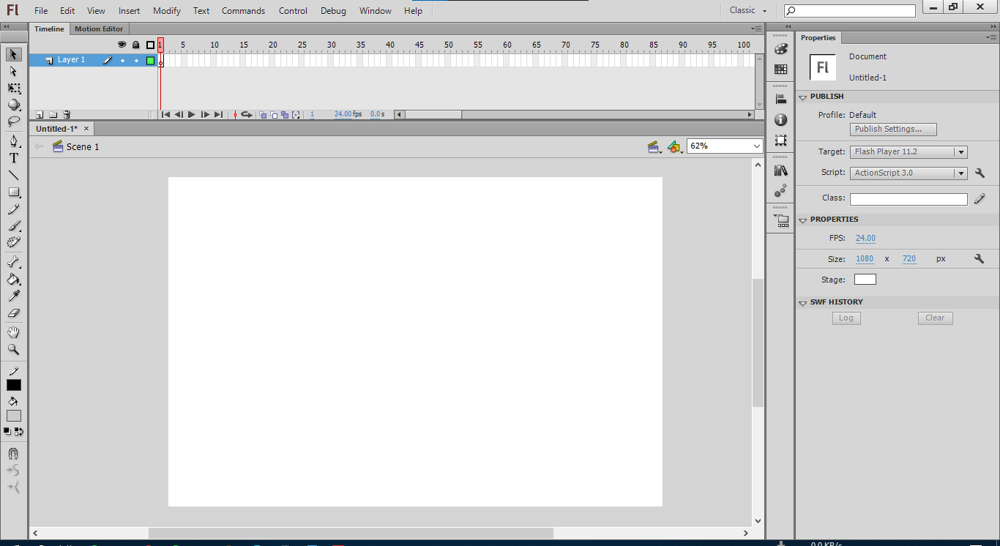 Fl File Edit View Insert Modify Text Commands Control Debug Window Help Classic
Timeline Motion Editor
1 5 10 15 20 25 30 35 40 45 50 55 60 65 70 75 80 85 90 95 100
Layer 1
1 24.00 fps 0.0 s
Untitled-1*
Scene 1
62%
T
Properties
Fl
Document
Untitled-1
PUBLISH
Profile: Default
Publish Settings...
Target: Flash Player 11.2
Script: ActionScript 3.0
Class:
PROPERTIES
FPS: 24.00
Size: 1080 x 720 px
Stage:
SWF HISTORY
Log Clear